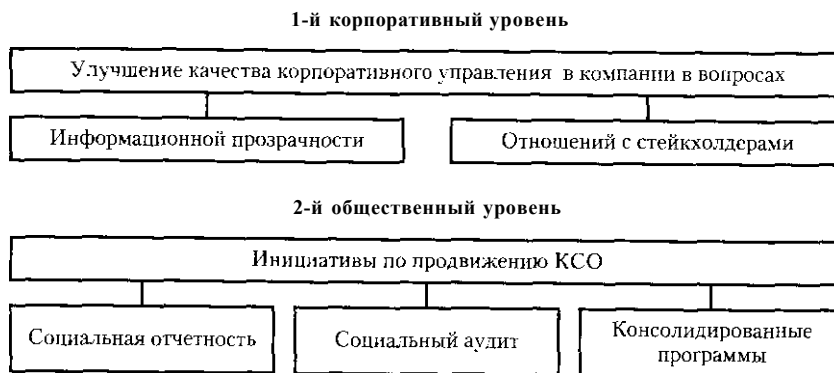 1-й корпоративный уровень
Улучшение качества корпоративного управления в компании в вопросах
Информационной прозрачности
Отношений с стейкхолдерами
2-й общественный уровень
Инициативы по продвижению КСО
Социальная отчетность
Социальный аудит
Консолидированные
программы